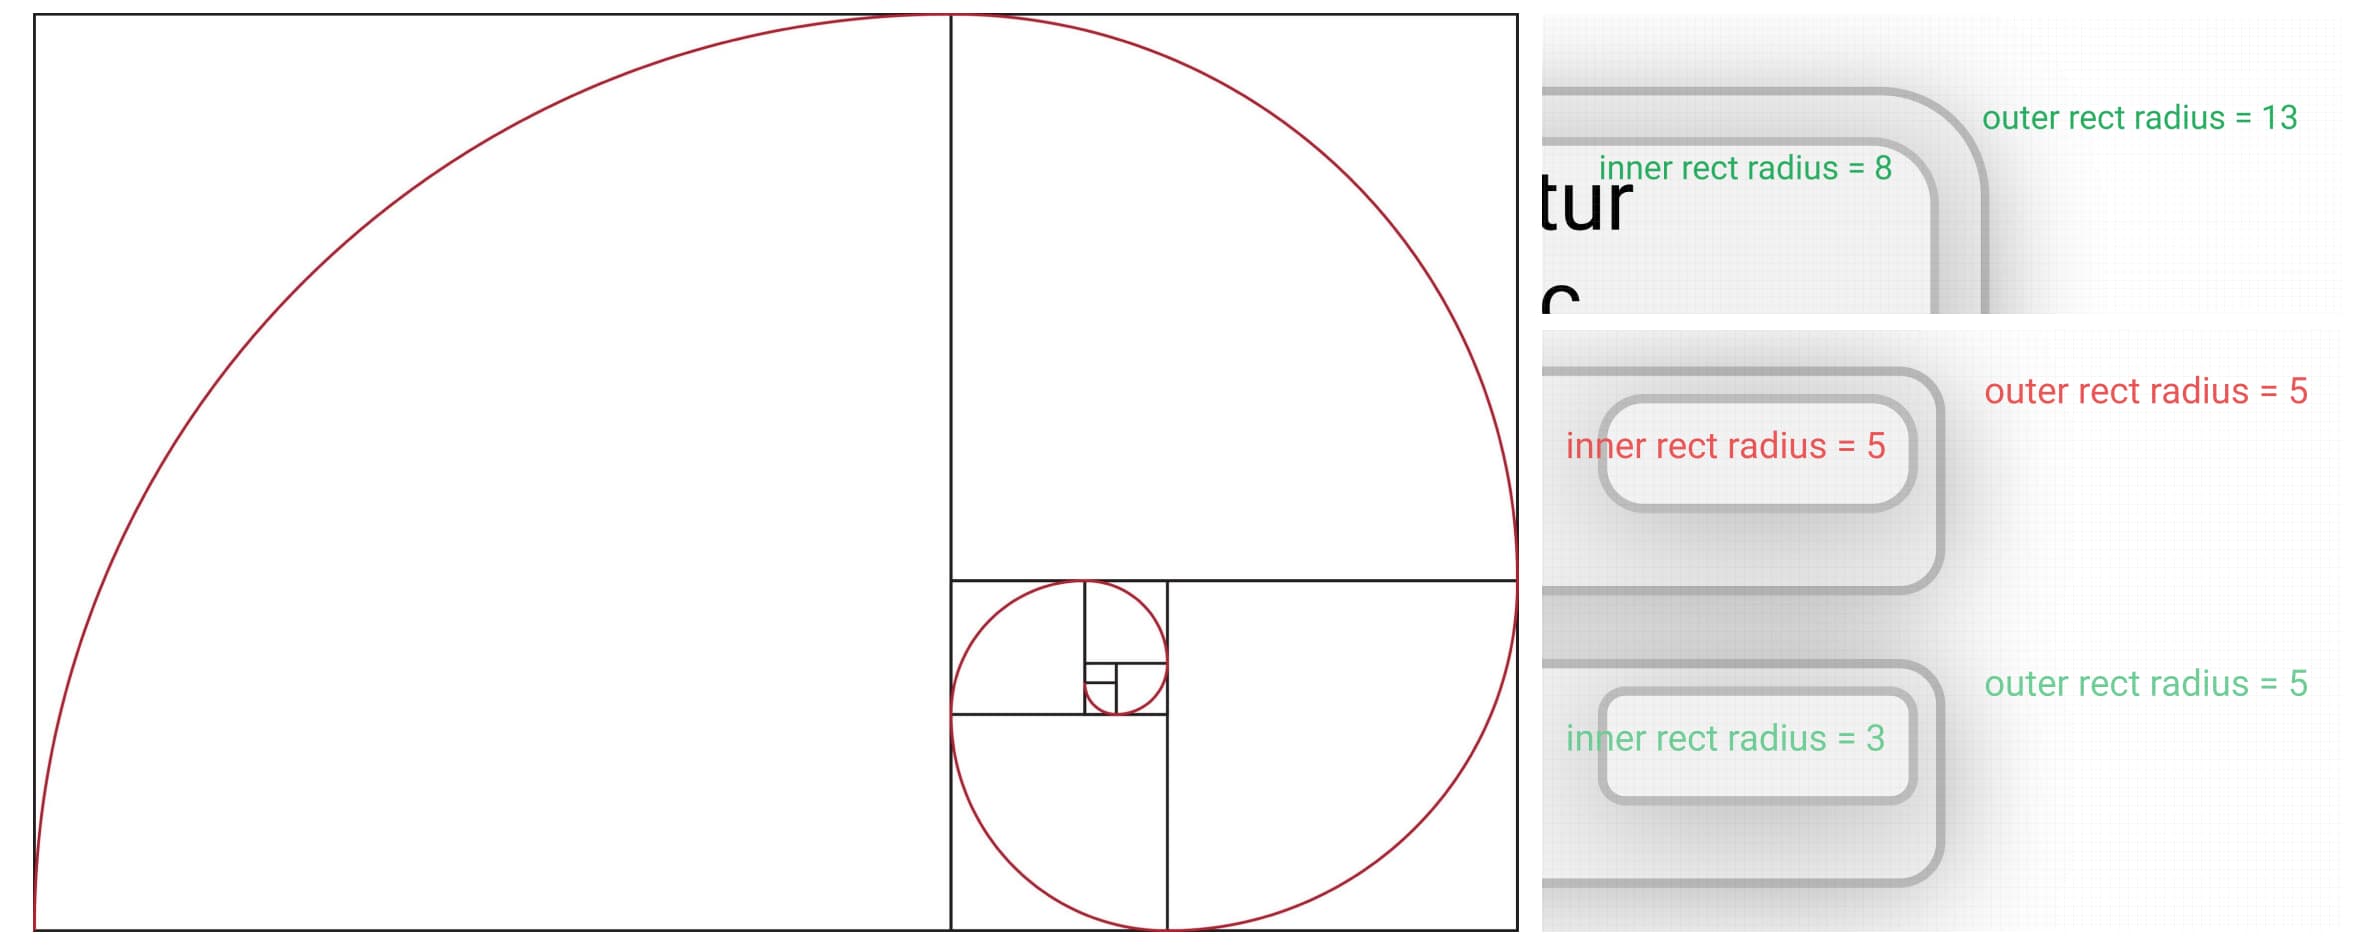 outer rect radius = 13
inner rect radius = 8
tur
c
outer rect radius = 5
inner rect radius = 5
outer rect radius = 5
inner rect radius = 3